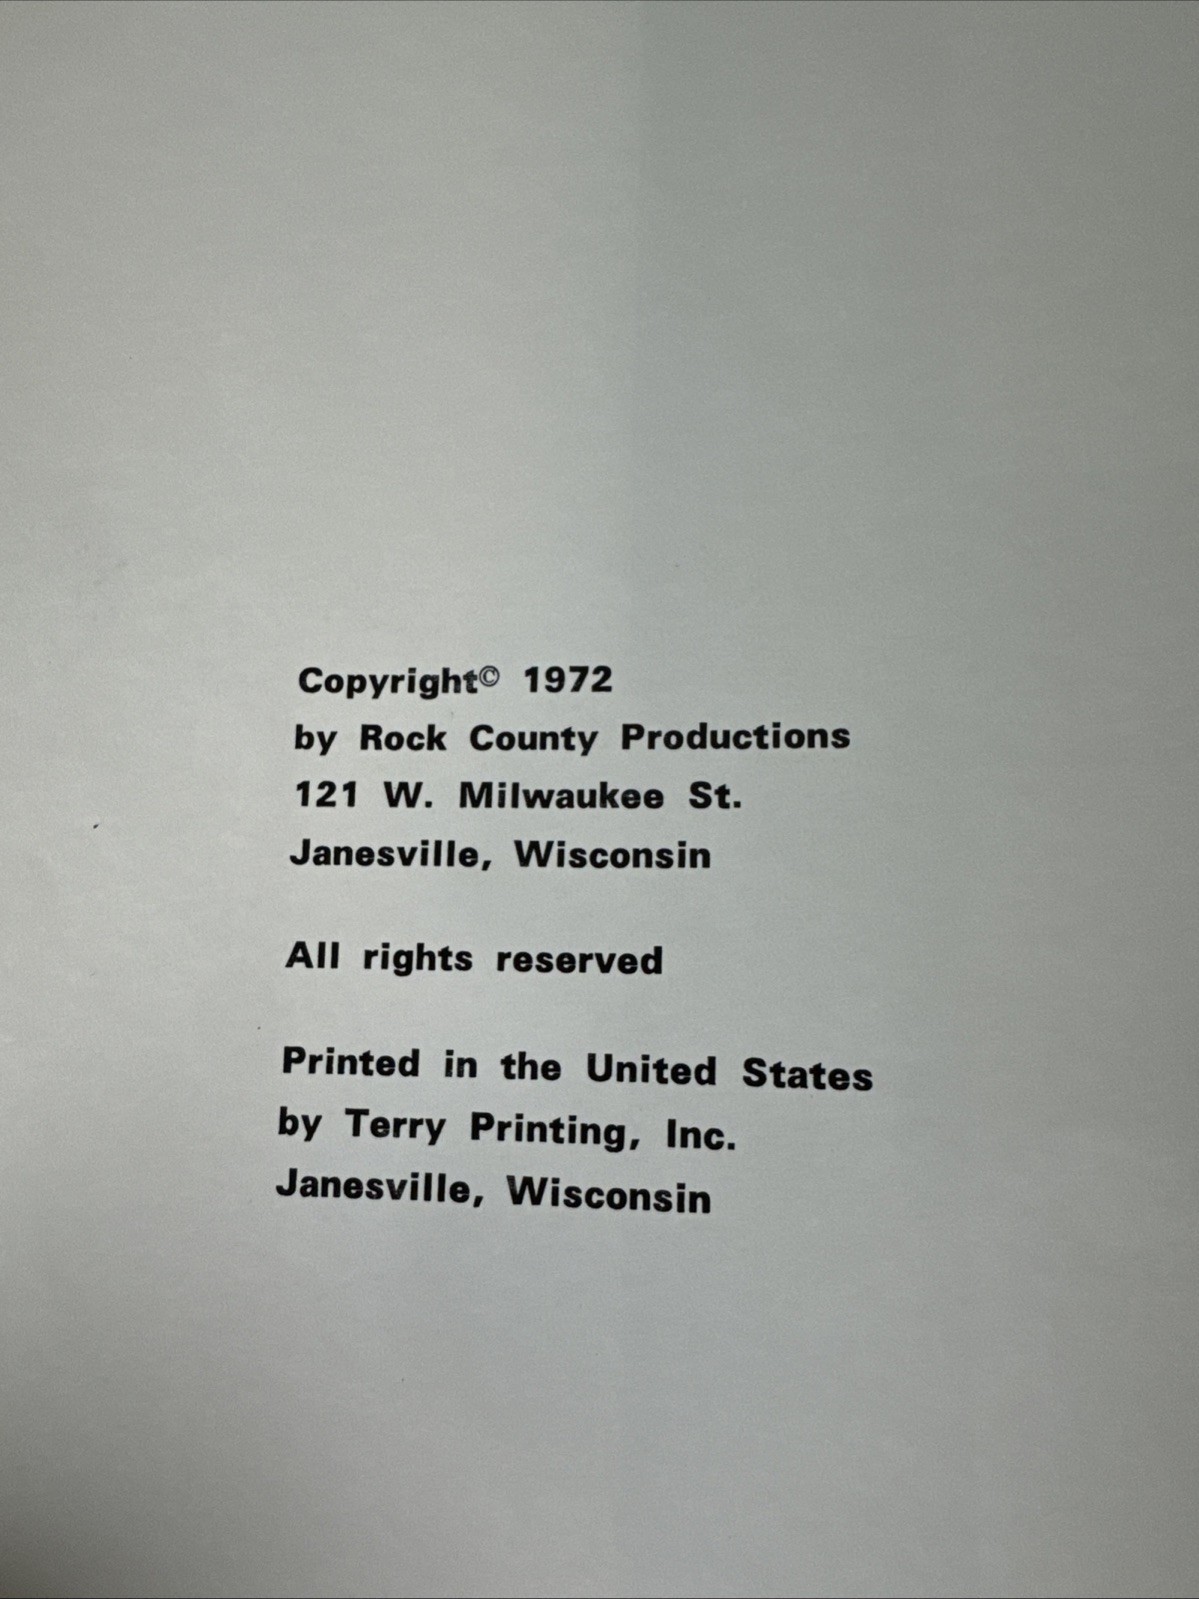 Copyright© 1972
by Rock County Productions
121 W. Milwaukee St.
Janesville, Wisconsin
All rights reserved
Printed in the United States
by Terry Printing, Inc.
Janesville, Wisconsin